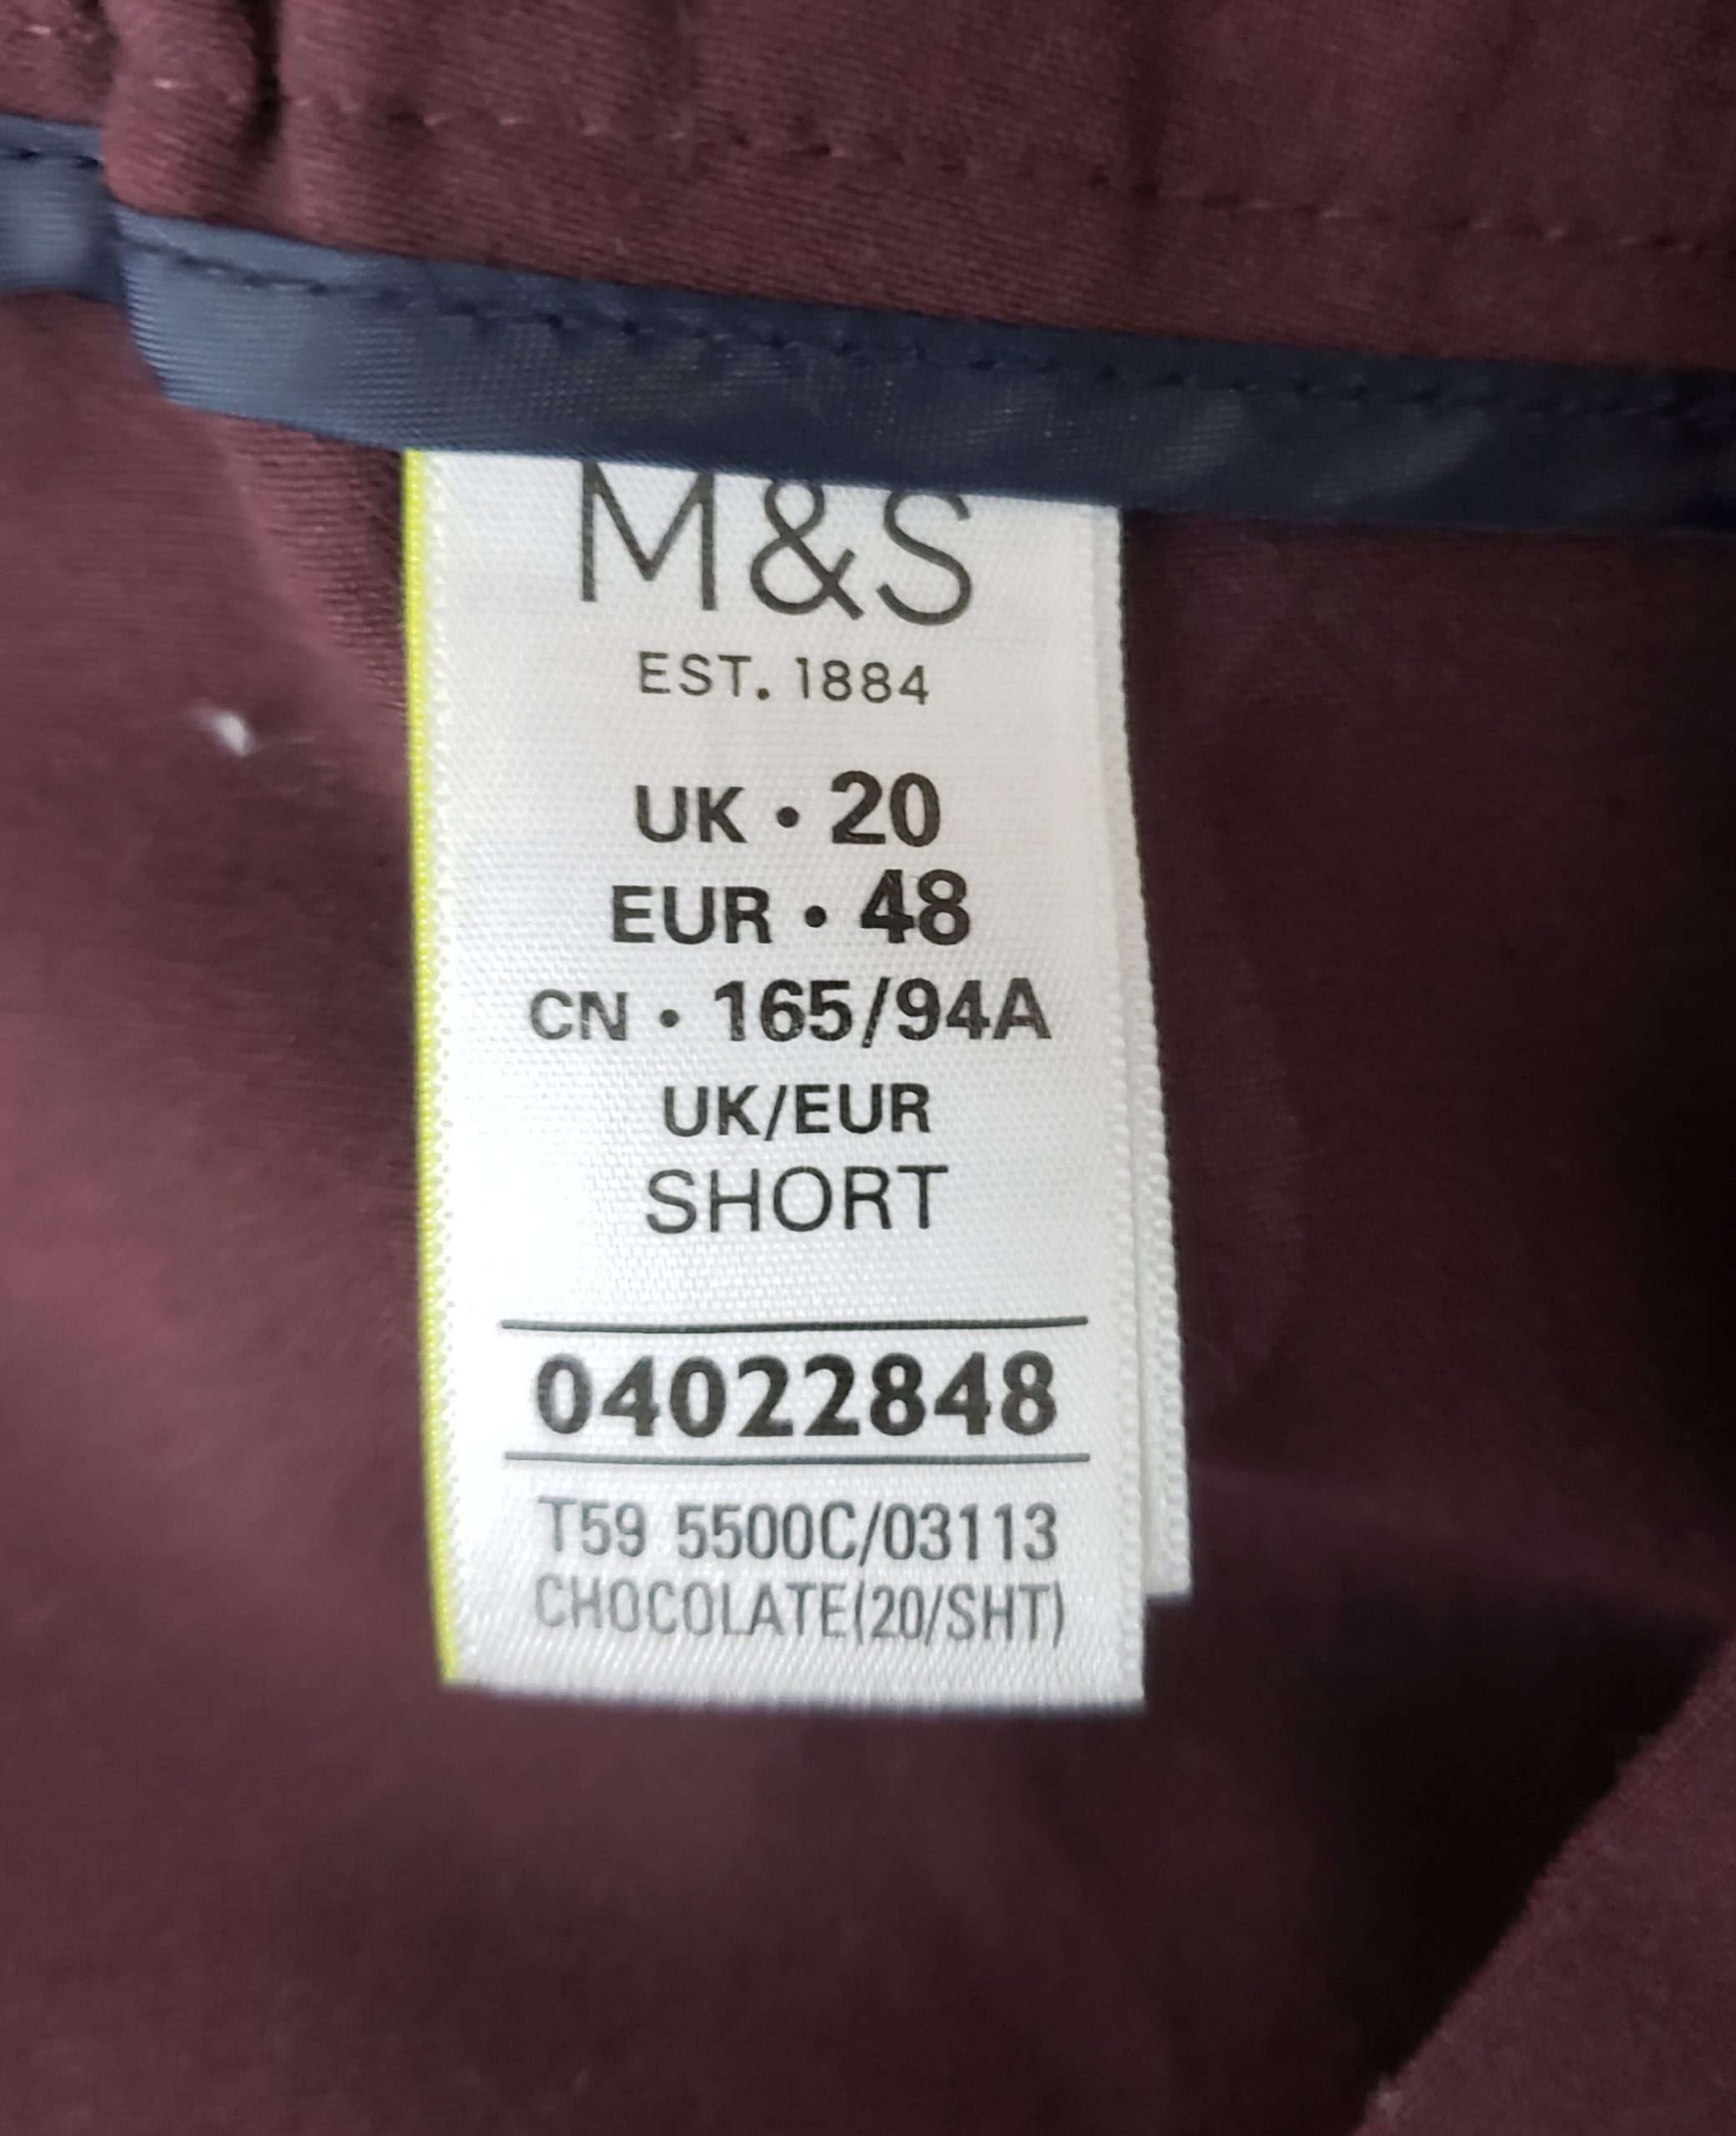 M&S
EST. 1884
UK • 20
EUR • 48
CN • 165/94A
UK/EUR
SHORT
04022848
T59 5500C/03113
CHOCOLATE(20/SHT)